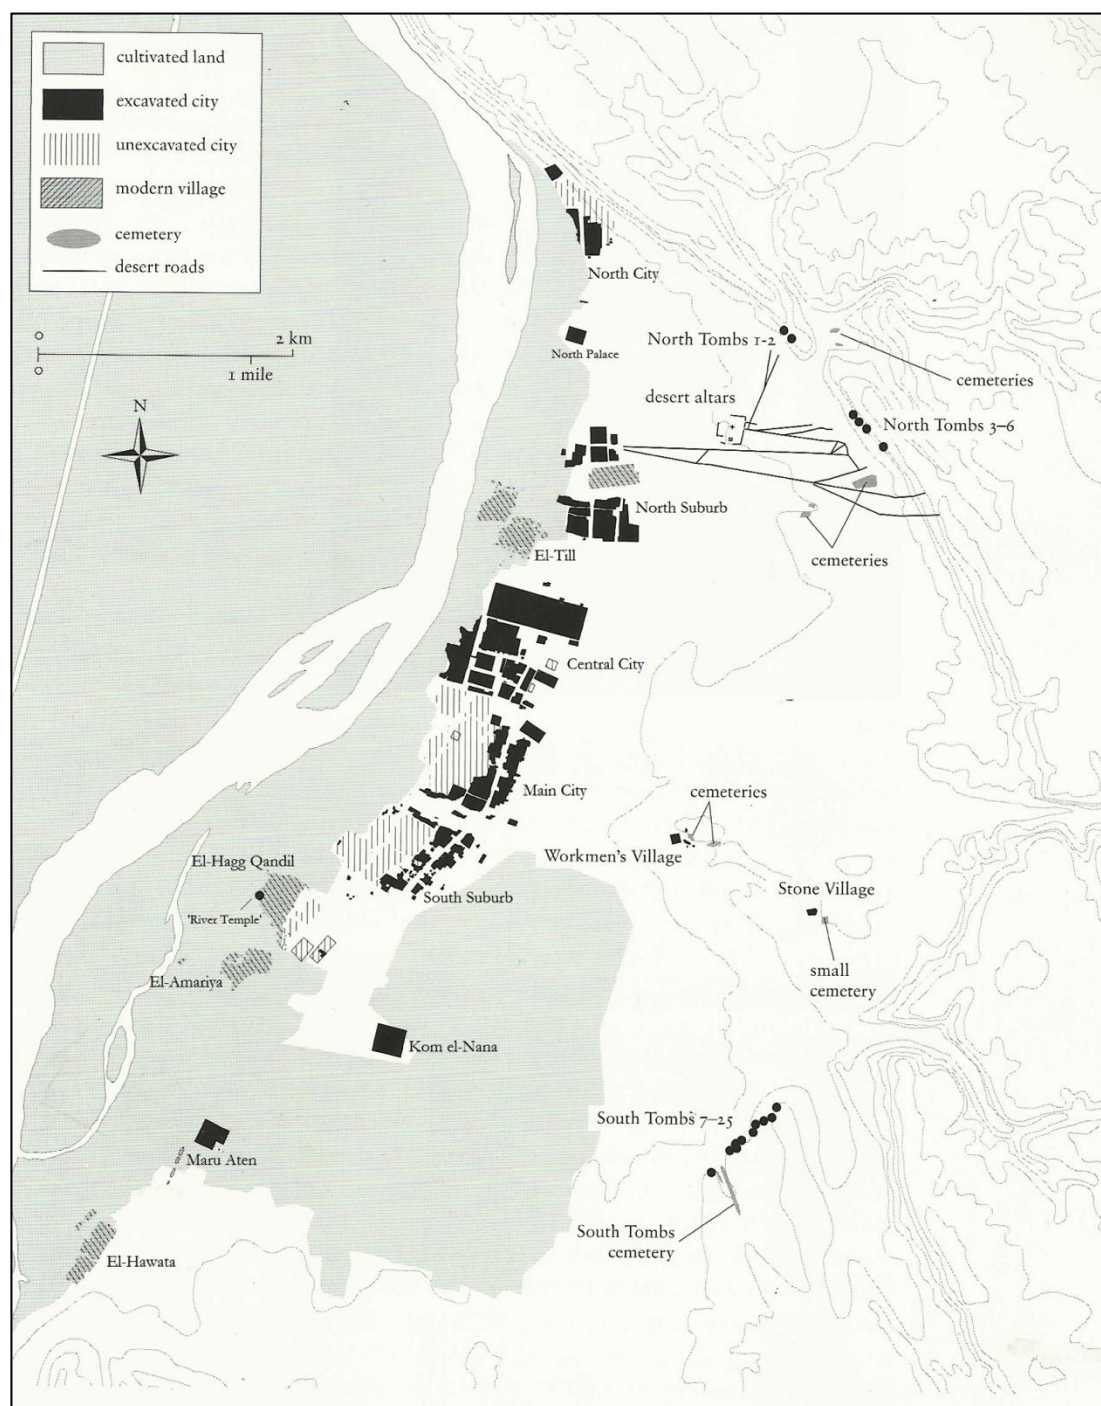 cultivated land
excavated city
unexcavated city
modern village
cemetery
desert roads
2 km
1 mile
N
North City
North Palace
North Tombs 1-2
cemeteries
desert altars
North Tombs 3–6
North Suburb
El-Till
cemeteries
Central City
Main City
cemeteries
Workmen's Village
El-Hagg Qandil
'River Temple'
South Suburb
Stone Village
El-Amariya
small
cemetery
Kom el-Nana
South Tombs 7–25
Maru Aten
South Tombs
cemetery
El-Hawata